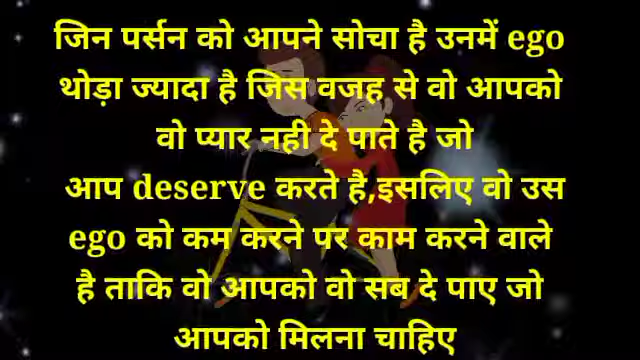 जिन पर्सन को आपने सोचा है उनमें ego
थोड़ा ज्यादा है जिस वजह से वो आपको
वो प्यार नही दे पाते है जो
आप deserve करते है,इसलिए वो उस
ego को कम करने पर काम करने वाले
है ताकि वो आपको वो सब दे पाए जो
आपको मिलना चाहिए